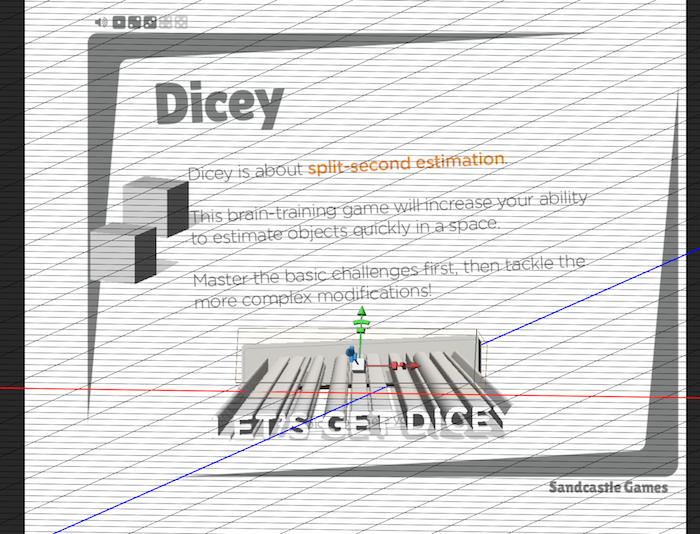 Dicey
Dicey is about split-second estimation.
This brain-training game will increase your ability
to estimate objects quickly in a space.
Master the basic challenges first, then tackle the
more complex modifications!
LET'S GET DICEY
Sandcastle Games